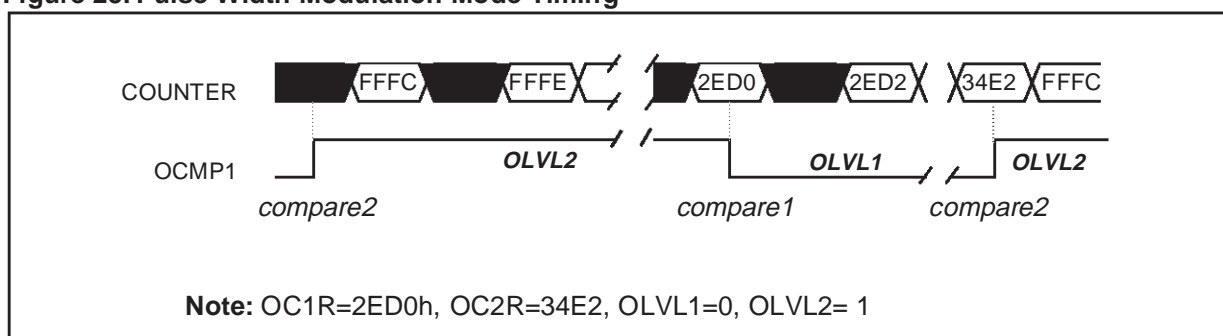 COUNTER FFFC FFFE 2ED0 2ED2 34E2 FFFC
OCMP1 OLVL2 OLVL1 OLVL2
compare2 compare1 compare2
Note: OC1R=2ED0h, OC2R=34E2, OLVL1=0, OLVL2= 1